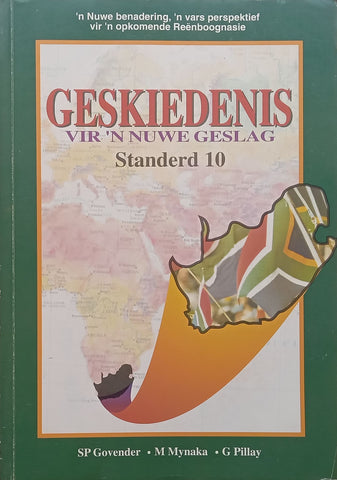 'n Nuwe benadering, 'n vars perspektief
vir 'n opkomende Reënboognasie
GESKIEDENIS
VIR 'N NUWE GESLAG
Standerd 10
SP Govender • M Mynaka • G Pillay